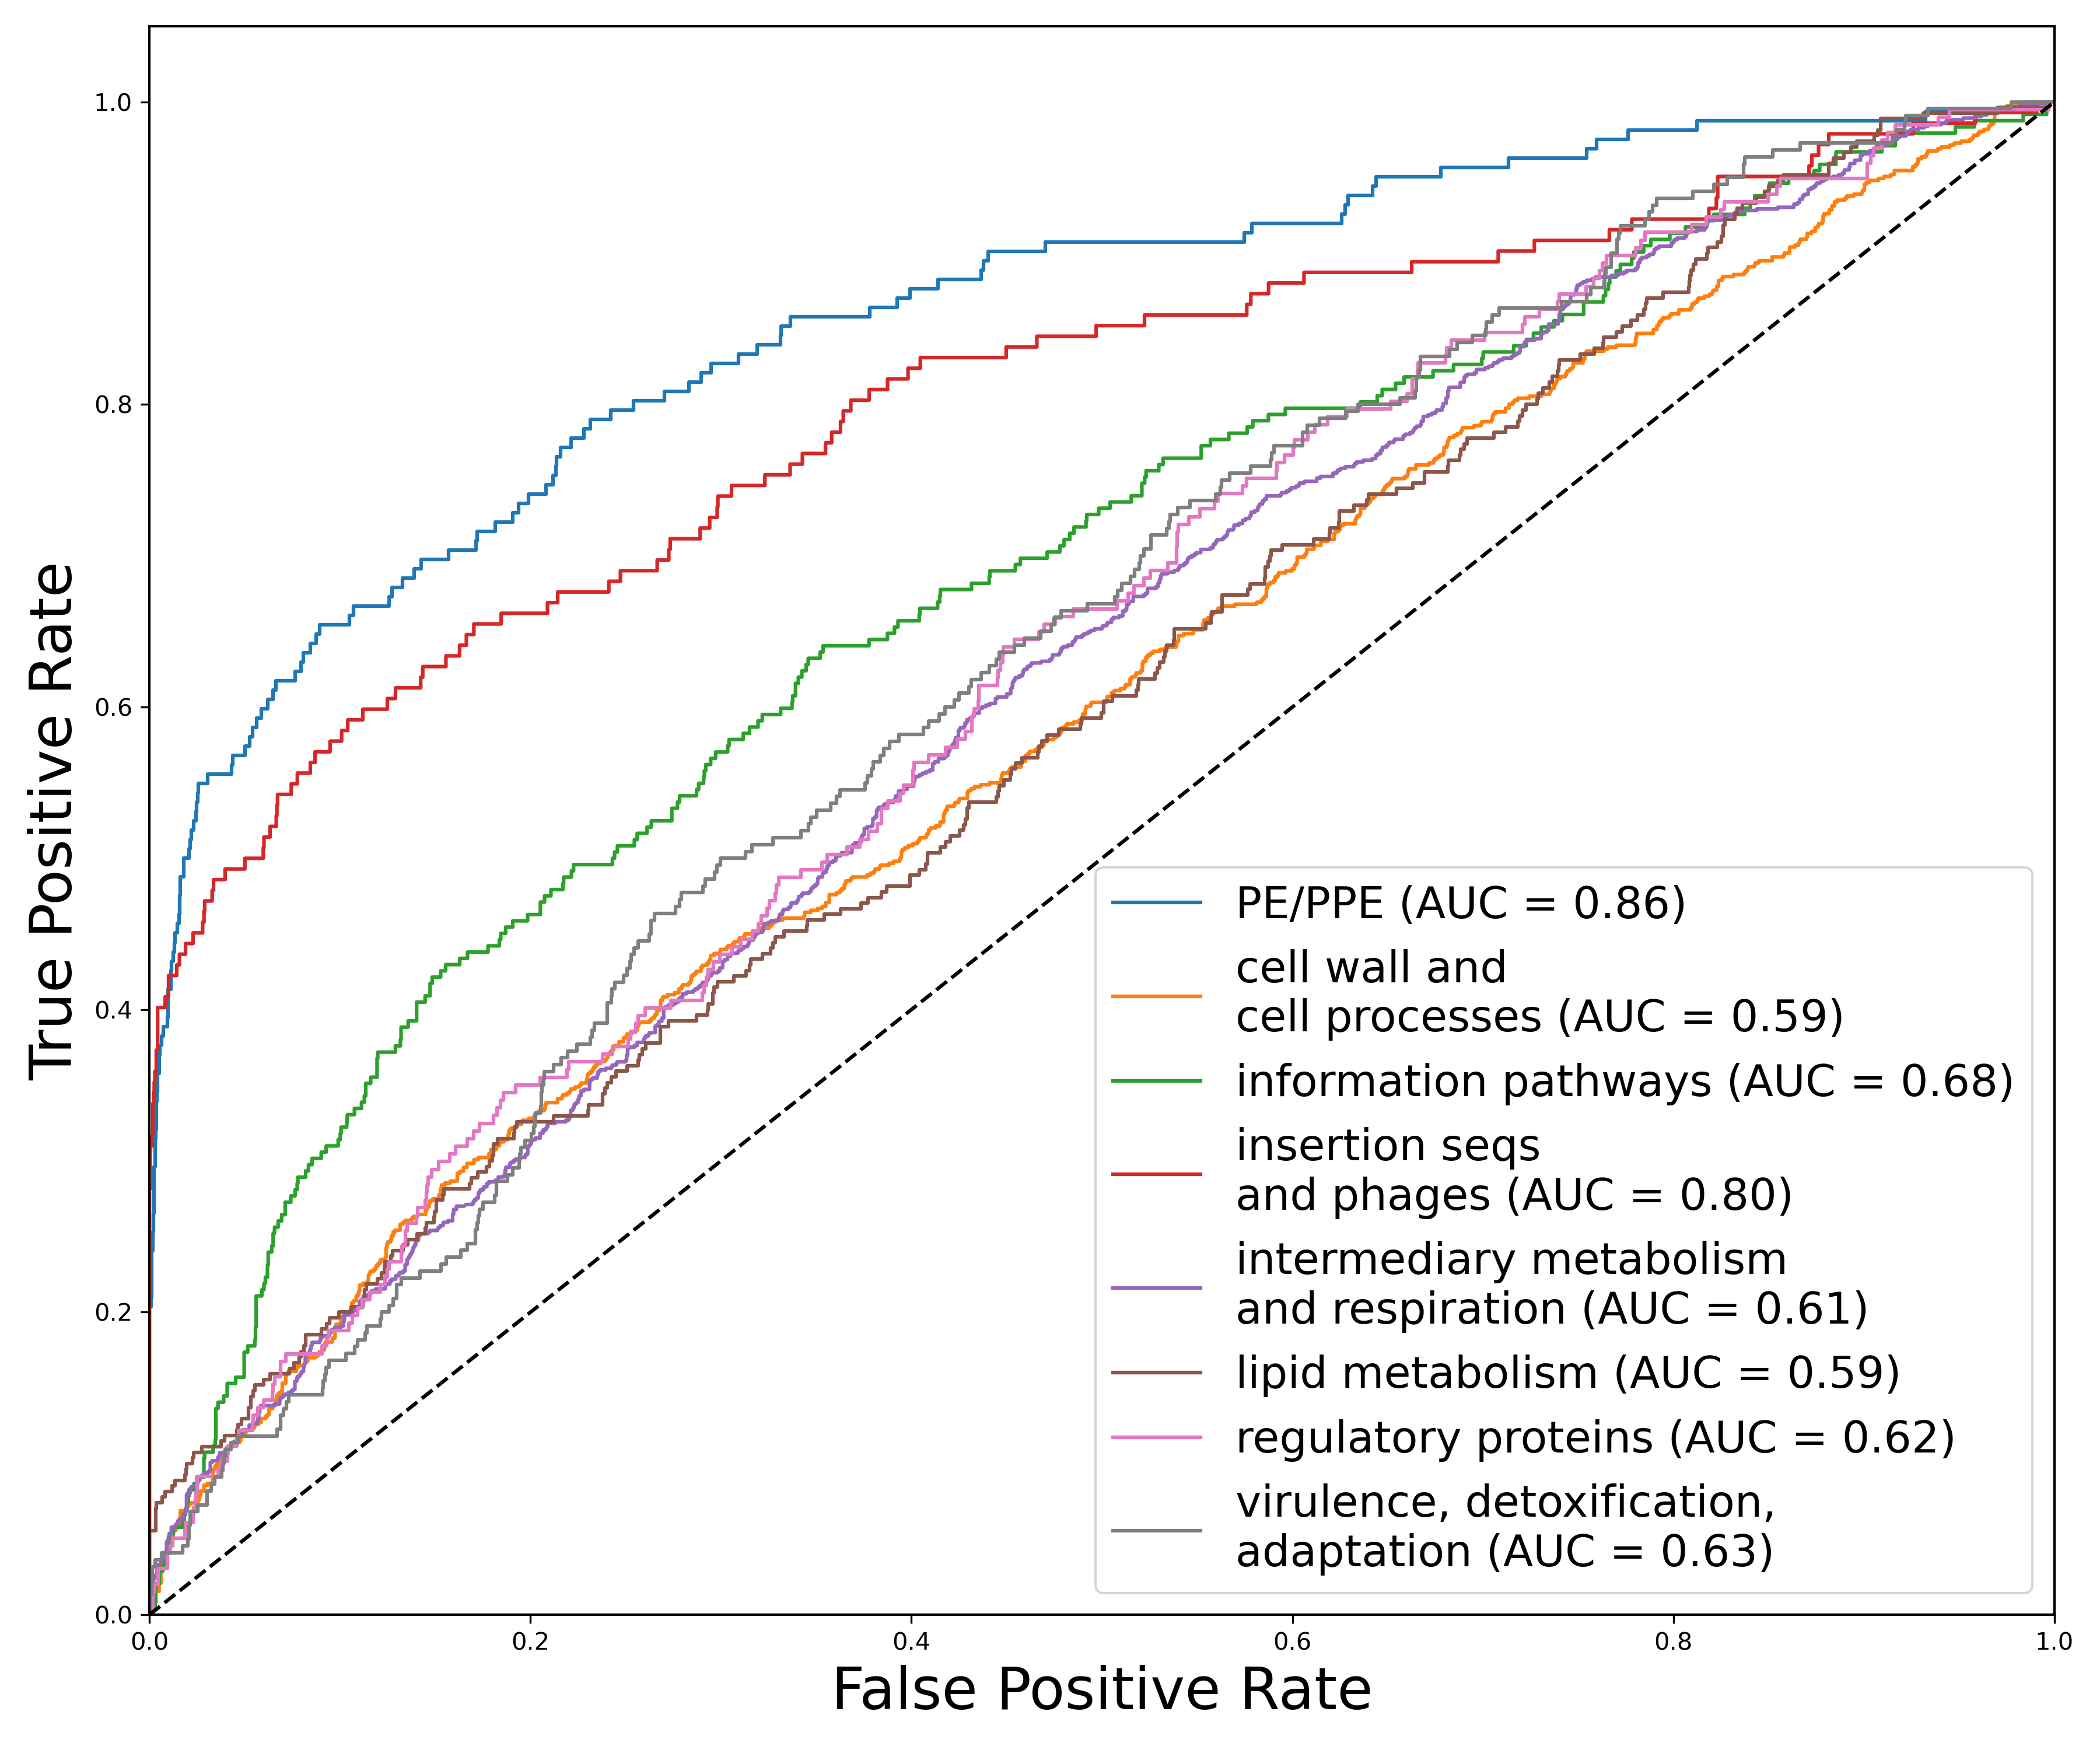 1.0
0.8
0.6
0.4
0.2
0.0
True Positive Rate
0.0
0.2
0.4
0.6
0.8
1.0
False Positive Rate
PE/PPE (AUC = 0.86)
cell wall and
cell processes (AUC = 0.59)
information pathways (AUC = 0.68)
insertion seqs
and phages (AUC = 0.80)
intermediary metabolism
and respiration (AUC = 0.61)
lipid metabolism (AUC = 0.59)
regulatory proteins (AUC = 0.62)
virulence, detoxification,
adaptation (AUC = 0.63)